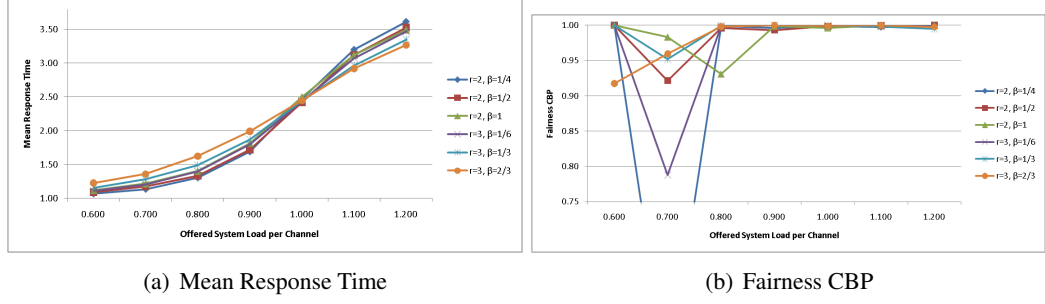 3.50
3.00
2.50
2.00
1.50
1.00
Mean Response Time
0.600 0.700 0.800 0.900 1.000 1.100 1.200
Offered System Load per Channel
r=2, β=1/4
r=2, β=1/2
r=2, β=1
r=3, β=1/6
r=3, β=1/3
r=3, β=2/3
(a) Mean Response Time
1.00
0.95
0.90
0.85
0.80
0.75
Fairness CBP
0.600 0.700 0.800 0.900 1.000 1.100 1.200
Offered System Load per Channel
r=2, β=1/4
r=2, β=1/2
r=2, β=1
r=3, β=1/6
r=3, β=1/3
r=3, β=2/3
(b) Fairness CBP